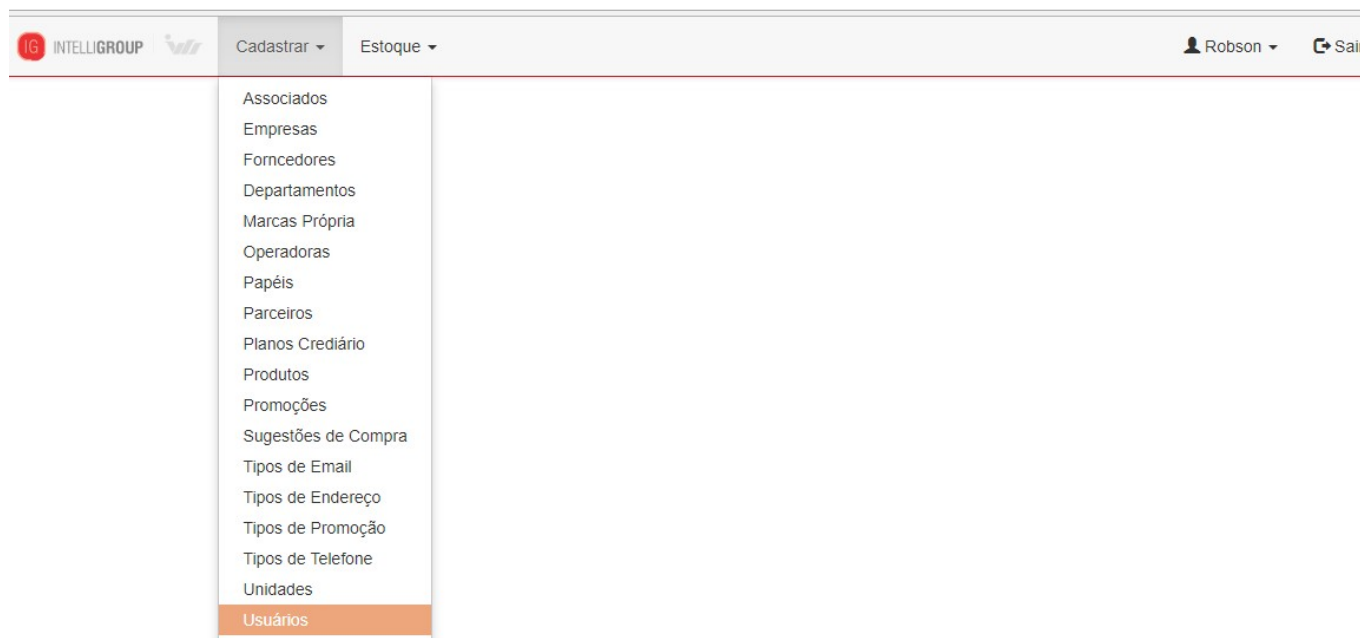 IG INTELLIGROUP Cadastrar Estoque Robson Sair
Associados
Empresas
Forncedores
Departamentos
Marcas Própria
Operadoras
Papéis
Parceiros
Planos Crediário
Produtos
Promoções
Sugestões de Compra
Tipos de Email
Tipos de Endereço
Tipos de Promoção
Tipos de Telefone
Unidades
Usuários